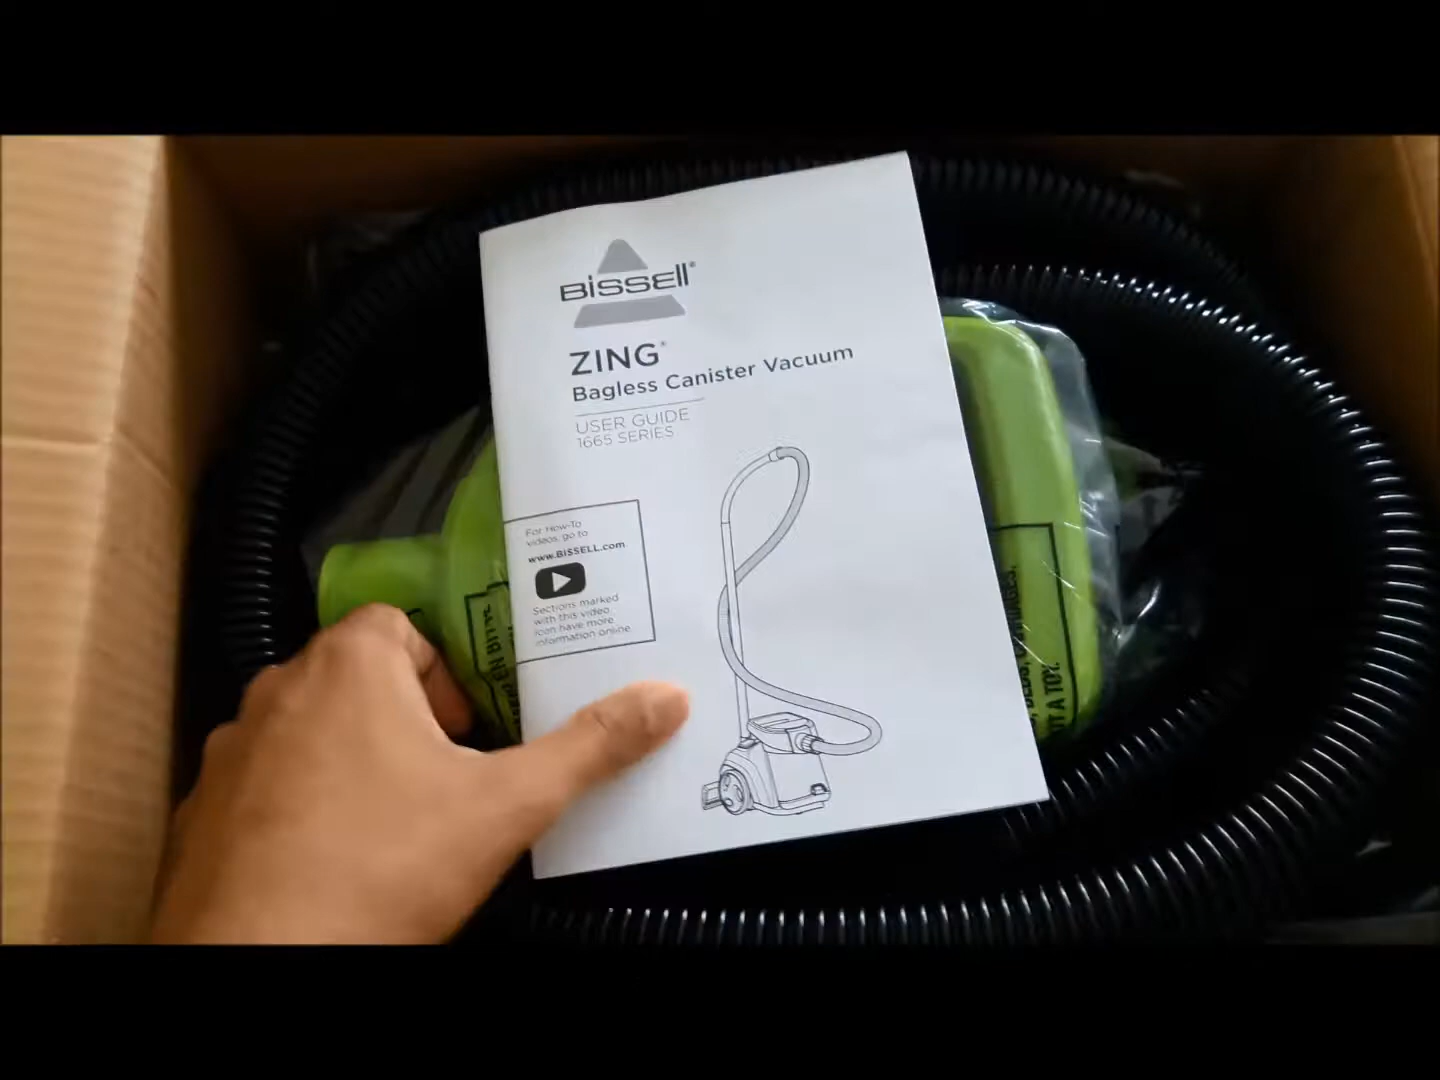 BISSELL®
ZING®
Bagless Canister Vacuum
USER GUIDE
1665 SERIES
For How-To
videos, go to
www.BISSELL.com
Sections marked
with this video
icon have more
information online.
EN
A TOY.